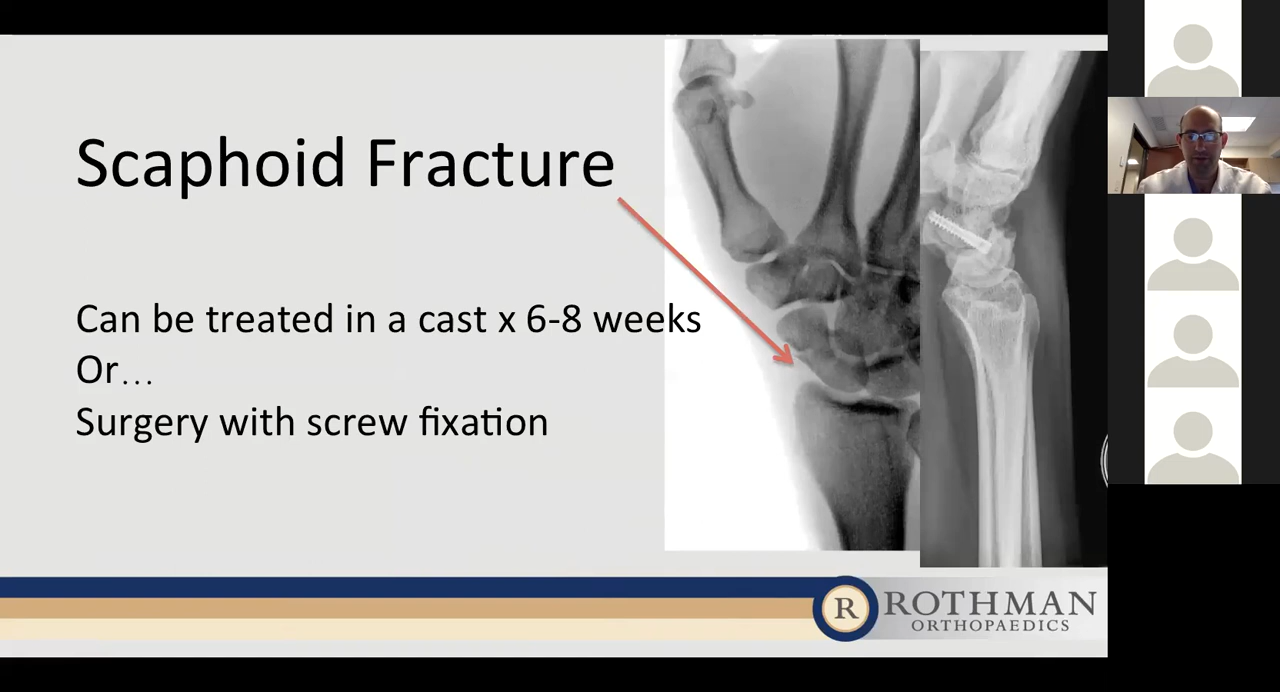 Scaphoid Fracture
Can be treated in a cast x 6-8 weeks
Or...
Surgery with screw fixation
R
ROTHMAN
ORTHOPAEDICS